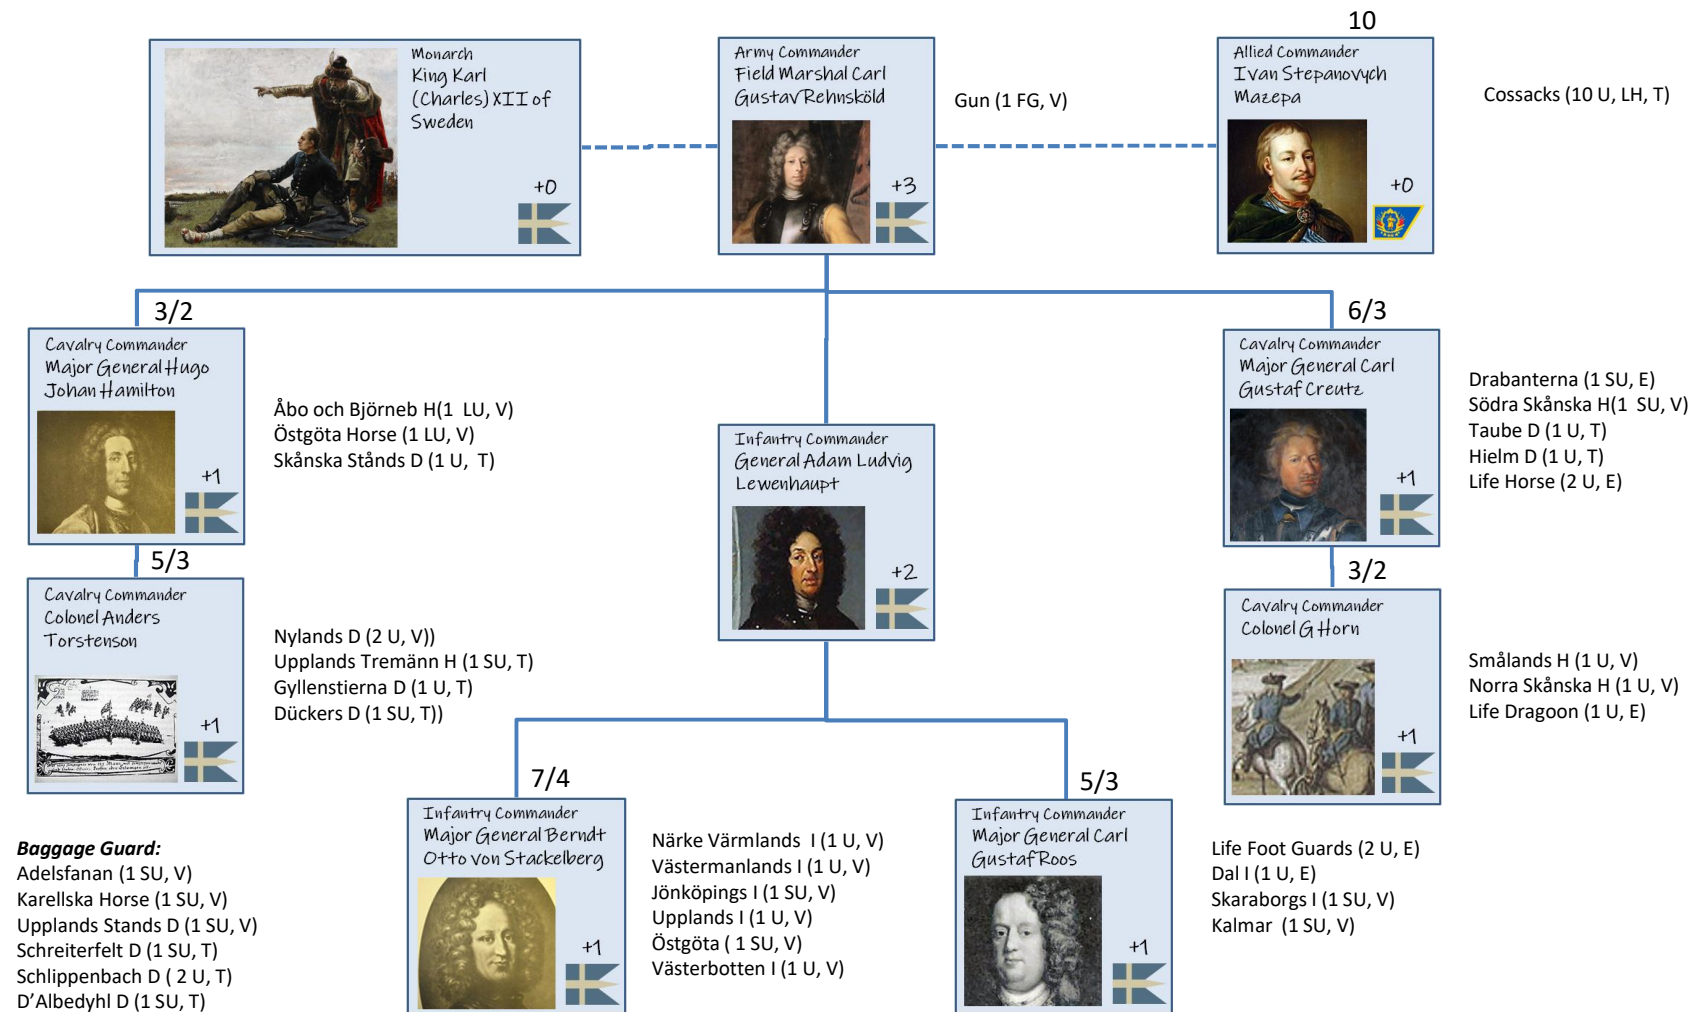 Monarch
King Karl
(Charles) XII of
Sweden
+0
Army Commander
Field Marshal Carl
Gustav Rehnsköld
+3
Gun (1 FG, V)
10
Allied Commander
Ivan Stepanovych
Mazepa
+0
Cossacks (10 U, LH, T)
3/2
Cavalry Commander
Major General Hugo
Johan Hamilton
+1
Åbo och Björneb H(1  LU, V)
Östgöta Horse (1 LU, V)
Skånska Stånds D (1 U,  T)
Infantry Commander
General Adam Ludvig
Lewenhaupt
+2
6/3
Cavalry Commander
Major General Carl
Gustaf Creutz
+1
Drabanterna (1 SU, E)
Södra Skånska H(1  SU, V)
Taube D (1 U, T)
Hielm D (1 U, T)
Life Horse (2 U, E)
5/3
Cavalry Commander
Colonel Anders
Torstenson
+1
Nylands D (2 U, V))
Upplands Tremänn H (1 SU, T)
Gyllenstierna D (1 U, T)
Dückers D (1 SU, T))
3/2
Cavalry Commander
Colonel G Horn
+1
Smålands H (1 U, V)
Norra Skånska H (1 U, V)
Life Dragoon (1 U, E)
Baggage Guard:
Adelsfanan (1 SU, V)
Karellska Horse (1 SU, V)
Upplands Stands D (1 SU, V)
Schreiterfelt D (1 SU, T)
Schlippenbach D ( 2 U, T)
D'Albedyhl D (1 SU, T)
7/4
Infantry Commander
Major General Berndt
Otto von Stackelberg
+1
Närke Värmlands  I (1 U, V)
Västermanlands I (1 U, V)
Jönköpings I (1 SU, V)
Upplands I (1 U, V)
Östgöta ( 1 SU, V)
Västerbotten I (1 U, V)
5/3
Infantry Commander
Major General Carl
Gustaf Roos
+1
Life Foot Guards (2 U, E)
Dal I (1 U, E)
Skaraborgs I (1 SU, V)
Kalmar  (1 SU, V)